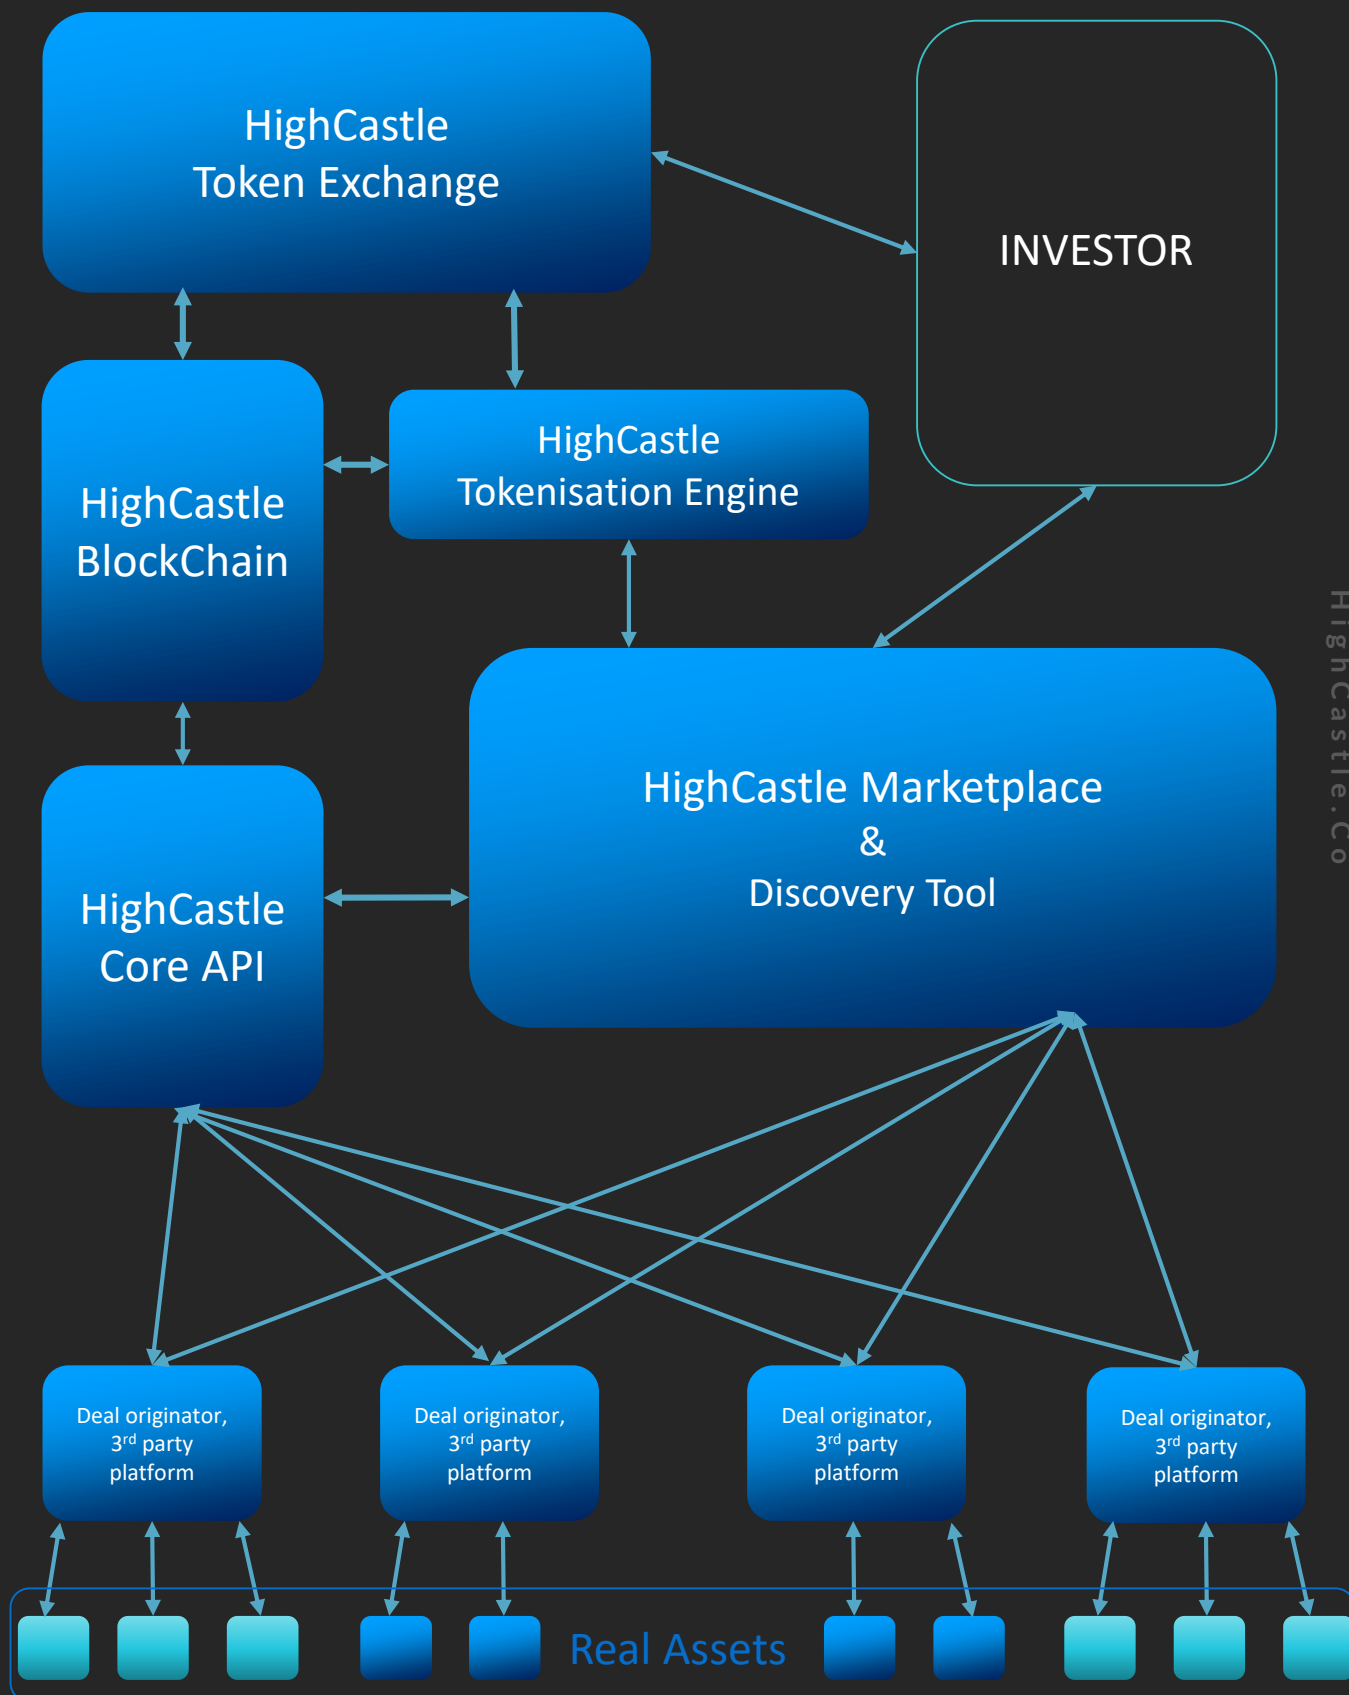 HighCastle
Token Exchange
INVESTOR
HighCastle
Tokenisation Engine
HighCastle
BlockChain
HighCastle Marketplace
&
Discovery Tool
HighCastle
Core API
HighCastle.Co
Deal originator,
3rd party
platform
Deal originator,
3rd party
platform
Deal originator,
3rd party
platform
Deal originator,
3rd party
platform
Real Assets